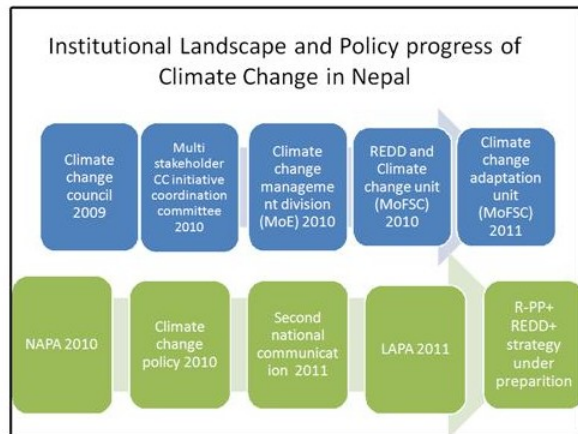 Institutional Landscape and Policy progress of
Climate Change in Nepal
Climate
change
council
2009
Multi
stakeholder
CC initiative
coordination
committee
2010
Climate
change
manageme
nt division
(MoE) 2010
REDD and
Climate
change unit
(MoFSC)
2010
Climate
change
adaptation
unit
(MoFSC)
2011
NAPA 2010
Climate
change
policy 2010
Second
national
communicat
ion 2011
LAPA 2011
R-PP+
REDD+
strategy
under
preparition